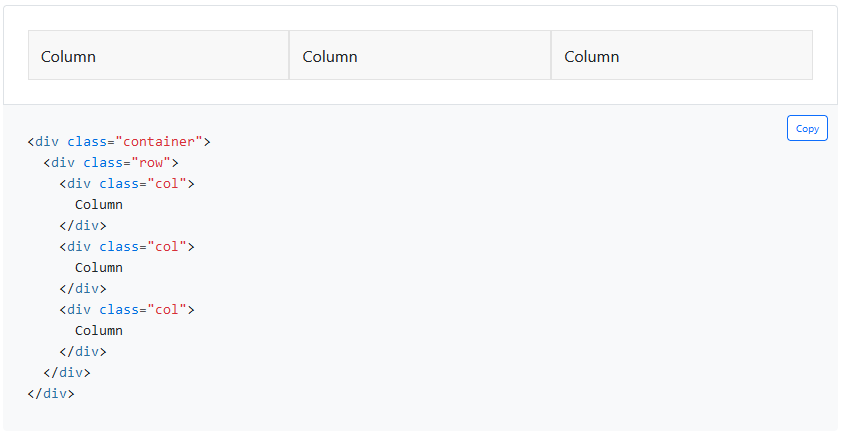 Column Column Column
Copy
<div class="container">
  <div class="row">
    <div class="col">
      Column
    </div>
    <div class="col">
      Column
    </div>
    <div class="col">
      Column
    </div>
  </div>
</div>